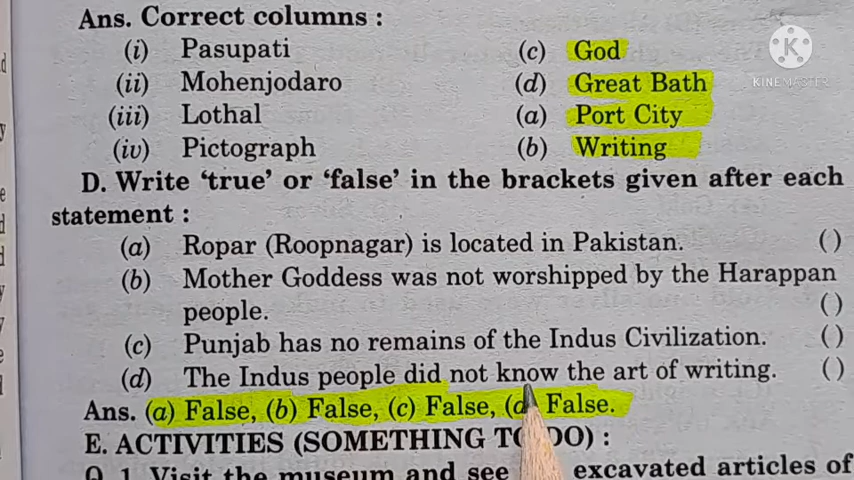 Ans. Correct columns :
(i) Pasupati (c) God
(ii) Mohenjodaro (d) Great Bath
(iii) Lothal (a) Port City
(iv) Pictograph (b) Writing
D. Write 'true' or 'false' in the brackets given after each
statement :
(a) Ropar (Roopnagar) is located in Pakistan. ()
(b) Mother Goddess was not worshipped by the Harappan
people. ()
(c) Punjab has no remains of the Indus Civilization. ()
(d) The Indus people did not know the art of writing. ()
Ans. (a) False, (b) False, (c) False, (d False.
E. ACTIVITIES (SOMETHING TO DO) :
Q. 1. Visit the museum and see excavated articles of
K
KINEMASTER